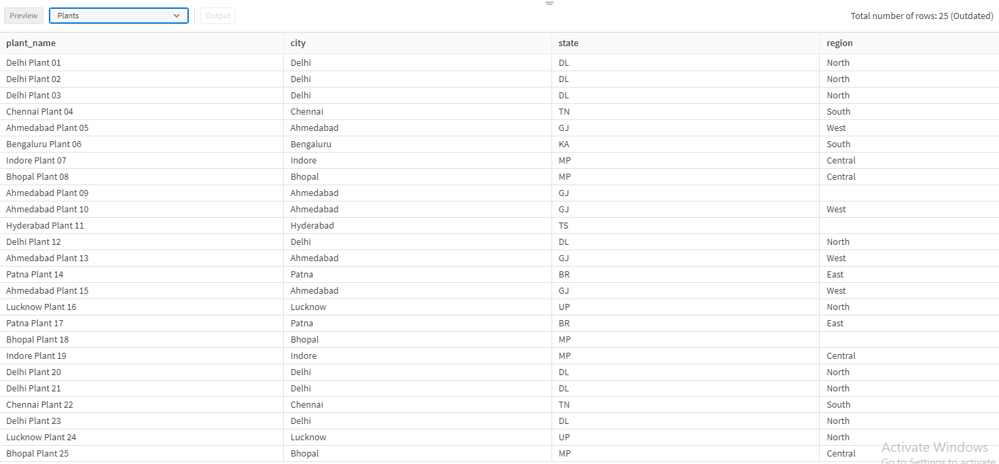 Preview Plants Output Total number of rows: 25 (Outdated)
plant_name city state region
Delhi Plant 01 Delhi DL North
Delhi Plant 02 Delhi DL North
Delhi Plant 03 Delhi DL North
Chennai Plant 04 Chennai TN South
Ahmedabad Plant 05 Ahmedabad GJ West
Bengaluru Plant 06 Bengaluru KA South
Indore Plant 07 Indore MP Central
Bhopal Plant 08 Bhopal MP Central
Ahmedabad Plant 09 Ahmedabad GJ
Ahmedabad Plant 10 Ahmedabad GJ West
Hyderabad Plant 11 Hyderabad TS
Delhi Plant 12 Delhi DL North
Ahmedabad Plant 13 Ahmedabad GJ West
Patna Plant 14 Patna BR East
Ahmedabad Plant 15 Ahmedabad GJ West
Lucknow Plant 16 Lucknow UP North
Patna Plant 17 Patna BR East
Bhopal Plant 18 Bhopal MP
Indore Plant 19 Indore MP Central
Delhi Plant 20 Delhi DL North
Delhi Plant 21 Delhi DL North
Chennai Plant 22 Chennai TN South
Delhi Plant 23 Delhi DL North
Lucknow Plant 24 Lucknow UP North
Bhopal Plant 25 Bhopal MP Central
Activate Windows
Go to Settings to activate